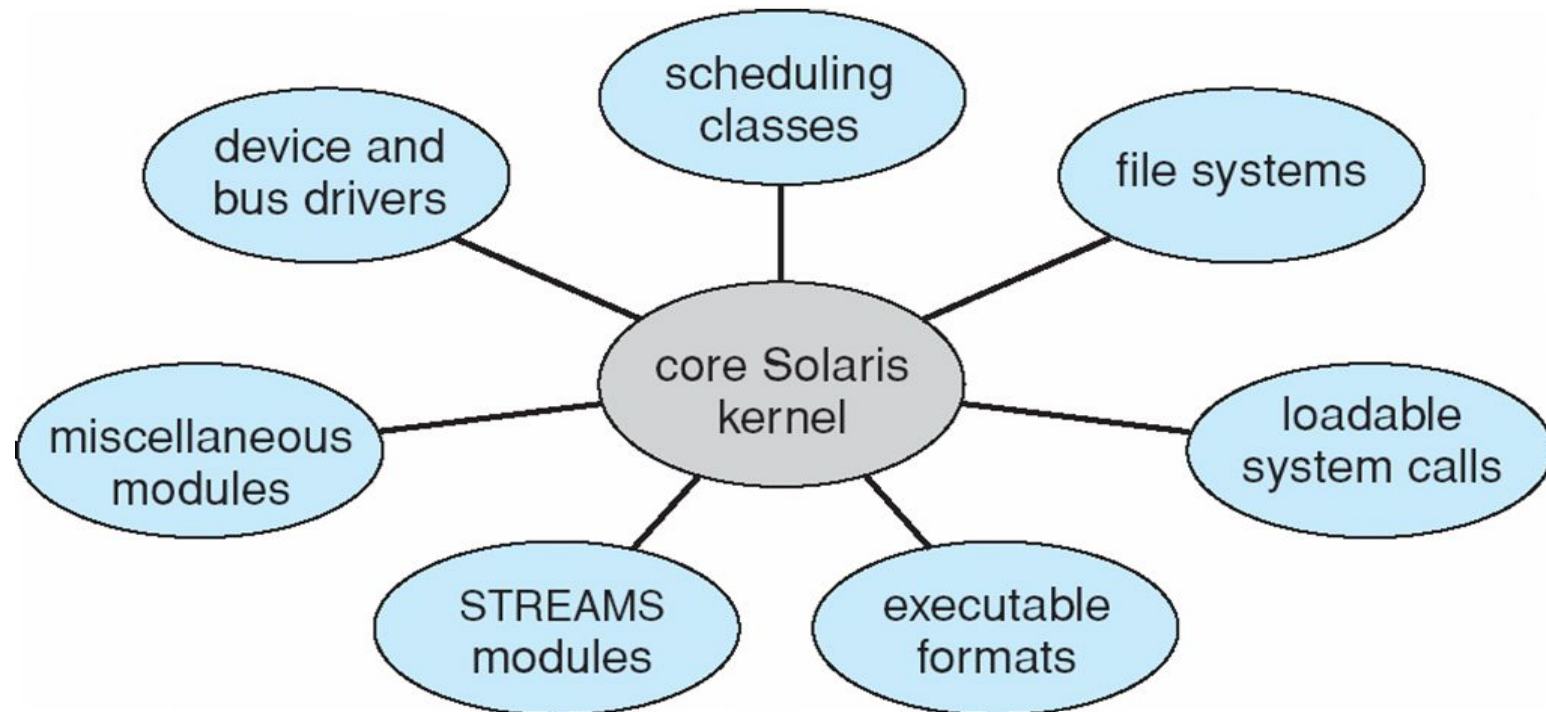 scheduling
classes
device and
bus drivers
file systems
core Solaris
kernel
miscellaneous
modules
loadable
system calls
STREAMS
modules
executable
formats